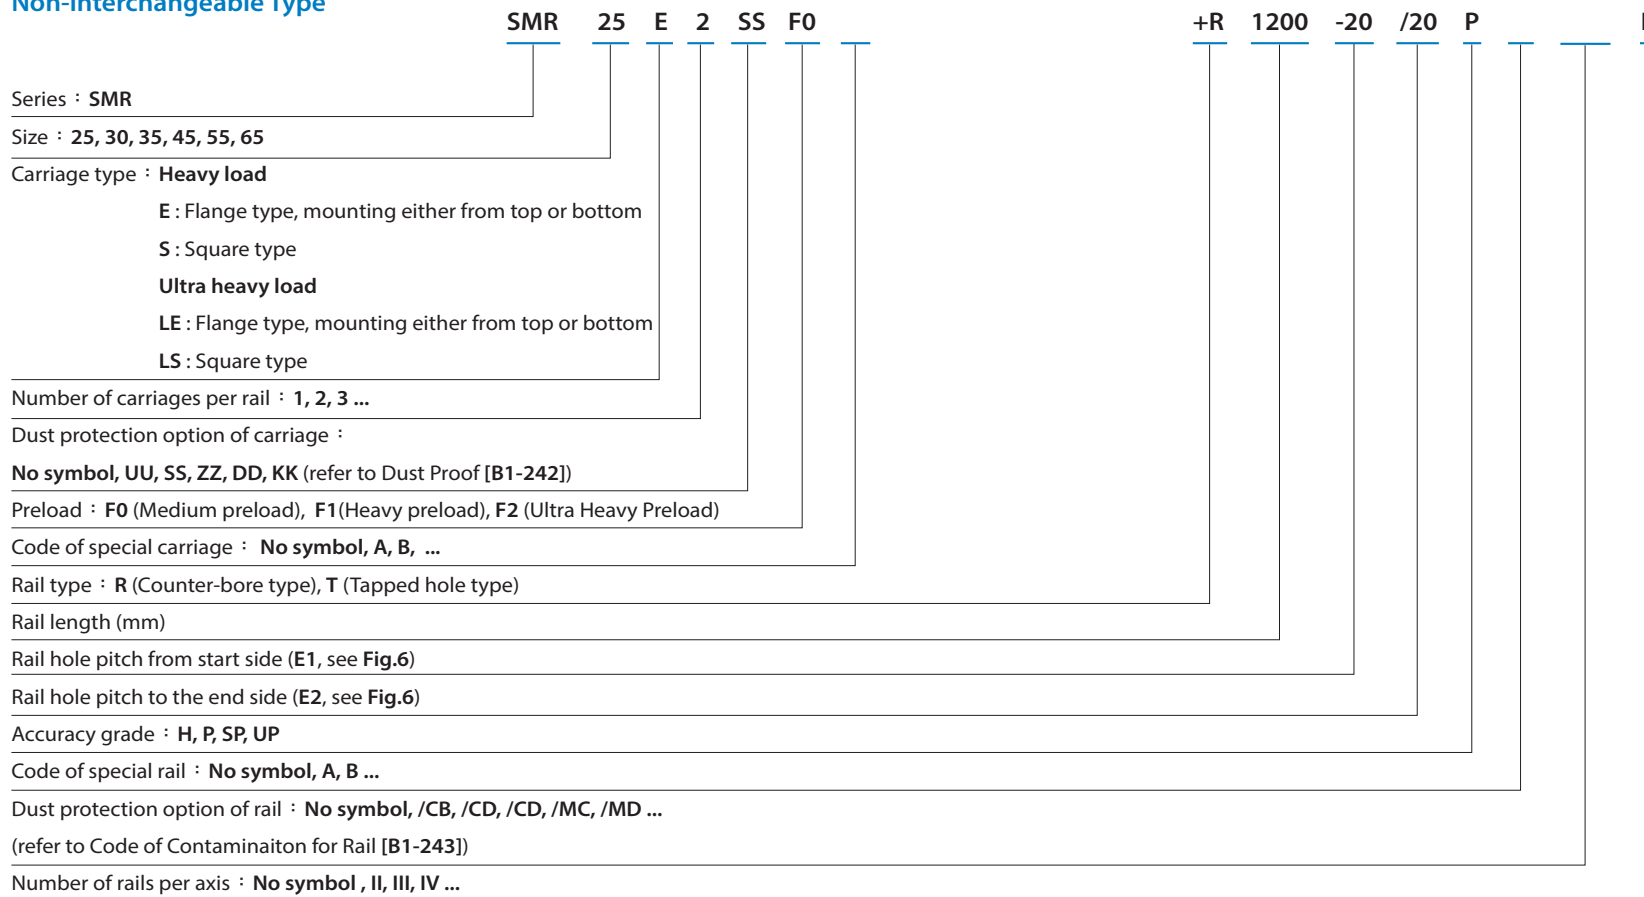 Non-Interchangeable Type
SMR 25 E 2 SS F0 +R 1200 -20 /20 P
Series : SMR
Size : 25, 30, 35, 45, 55, 65
Carriage type : Heavy load
E : Flange type, mounting either from top or bottom
S : Square type
Ultra heavy load
LE : Flange type, mounting either from top or bottom
LS : Square type
Number of carriages per rail : 1, 2, 3 ...
Dust protection option of carriage :
No symbol, UU, SS, ZZ, DD, KK (refer to Dust Proof [B1-242])
Preload : F0 (Medium preload), F1(Heavy preload), F2 (Ultra Heavy Preload)
Code of special carriage : No symbol, A, B, ...
Rail type : R (Counter-bore type), T (Tapped hole type)
Rail length (mm)
Rail hole pitch from start side (E1, see Fig.6)
Rail hole pitch to the end side (E2, see Fig.6)
Accuracy grade : H, P, SP, UP
Code of special rail : No symbol, A, B ...
Dust protection option of rail : No symbol, /CB, /CD, /CD, /MC, /MD ...
(refer to Code of Contaminaiton for Rail [B1-243])
Number of rails per axis : No symbol , II, III, IV ...